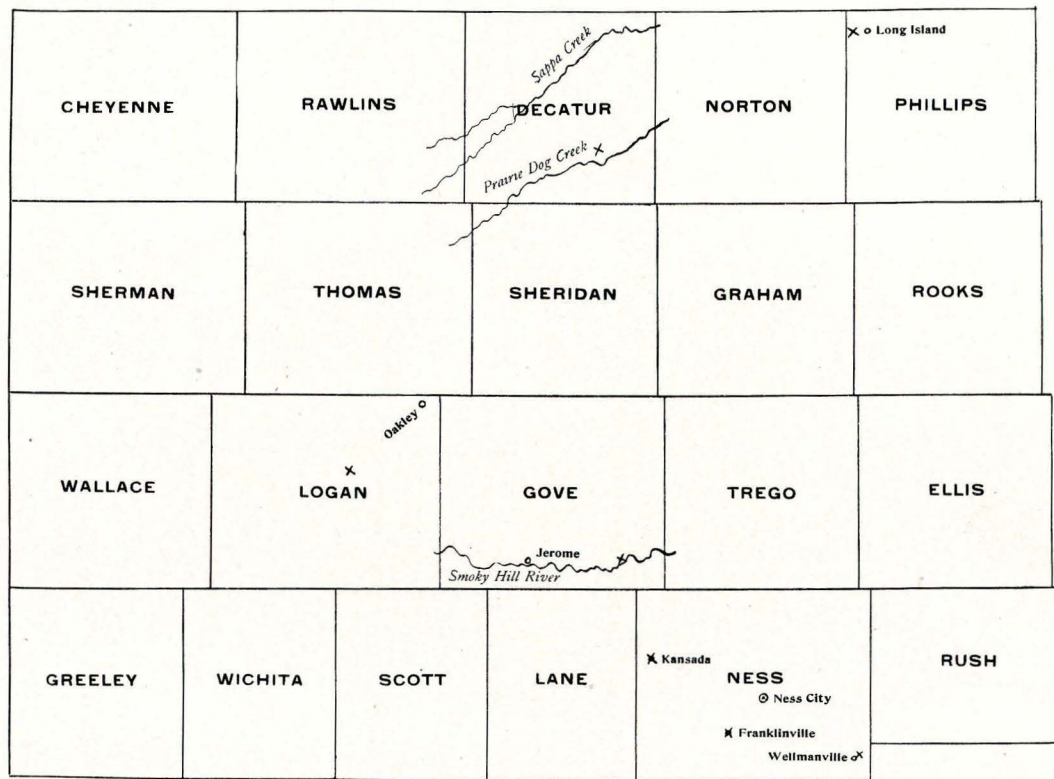 Long Island
Sappa Creek
CHEYENNE
RAWLINS
DECATUR
NORTON
PHILLIPS
Prairie Dog Creek
SHERMAN
THOMAS
SHERIDAN
GRAHAM
ROOKS
Oakley
WALLACE
LOGAN
GOVE
TREGO
ELLIS
Jerome
Smoky Hill River
Kansada
GREELEY
WICHITA
SCOTT
LANE
NESS
RUSH
Ness City
Franklinville
Wellmanville